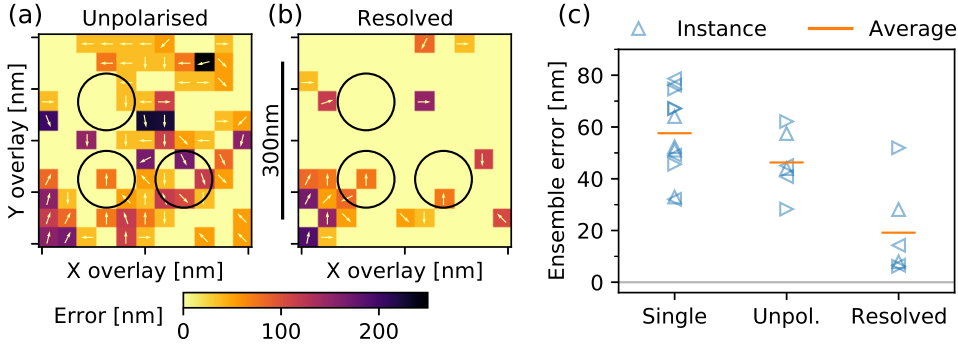 (a)
Unpolarised
(b)
Resolved
Y overlay [nm]
300nm
X overlay [nm]
X overlay [nm]
Error [nm]
0
100
200
(c)
Instance
Average
Ensemble error [nm]
80
60
40
20
0
Single
Unpol.
Resolved